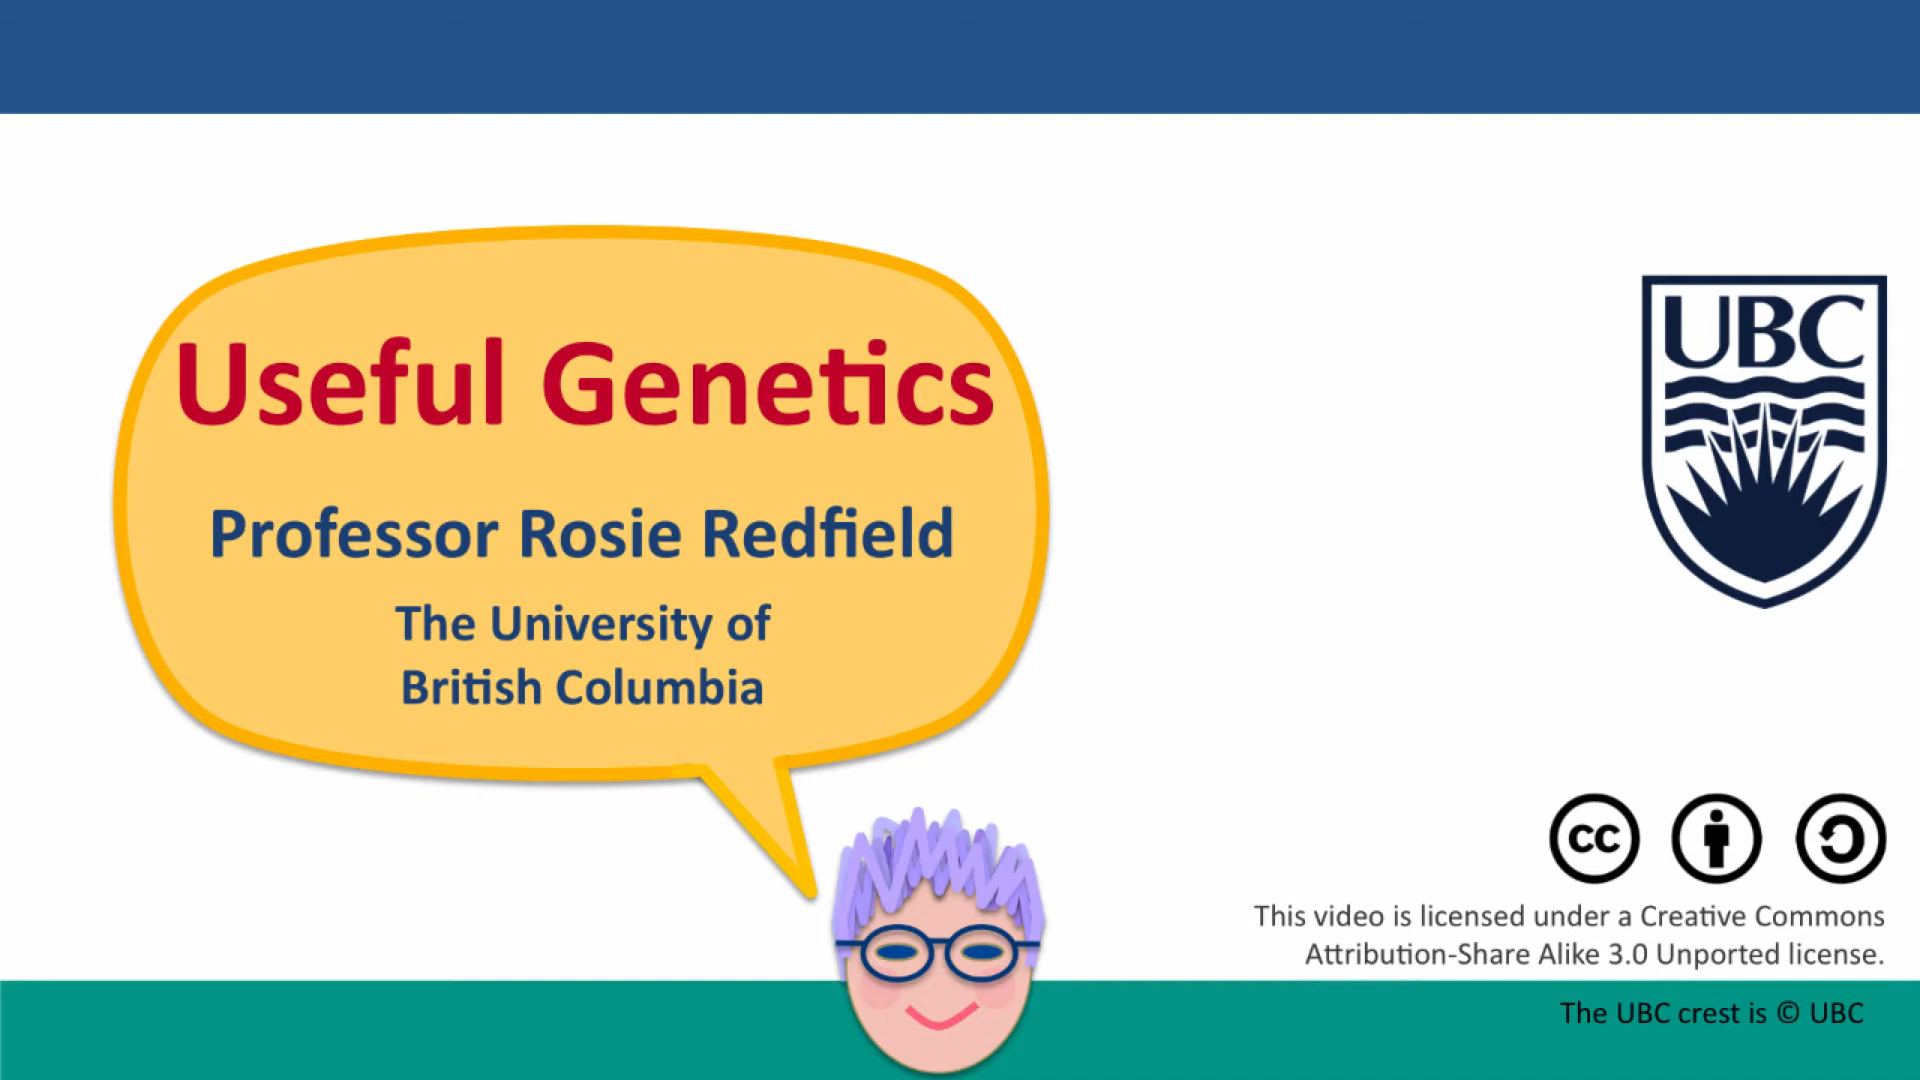 Useful Genetics
Professor Rosie Redfield
The University of
British Columbia
UBC
cc
This video is licensed under a Creative Commons
Attribution-Share Alike 3.0 Unported license.
The UBC crest is © UBC